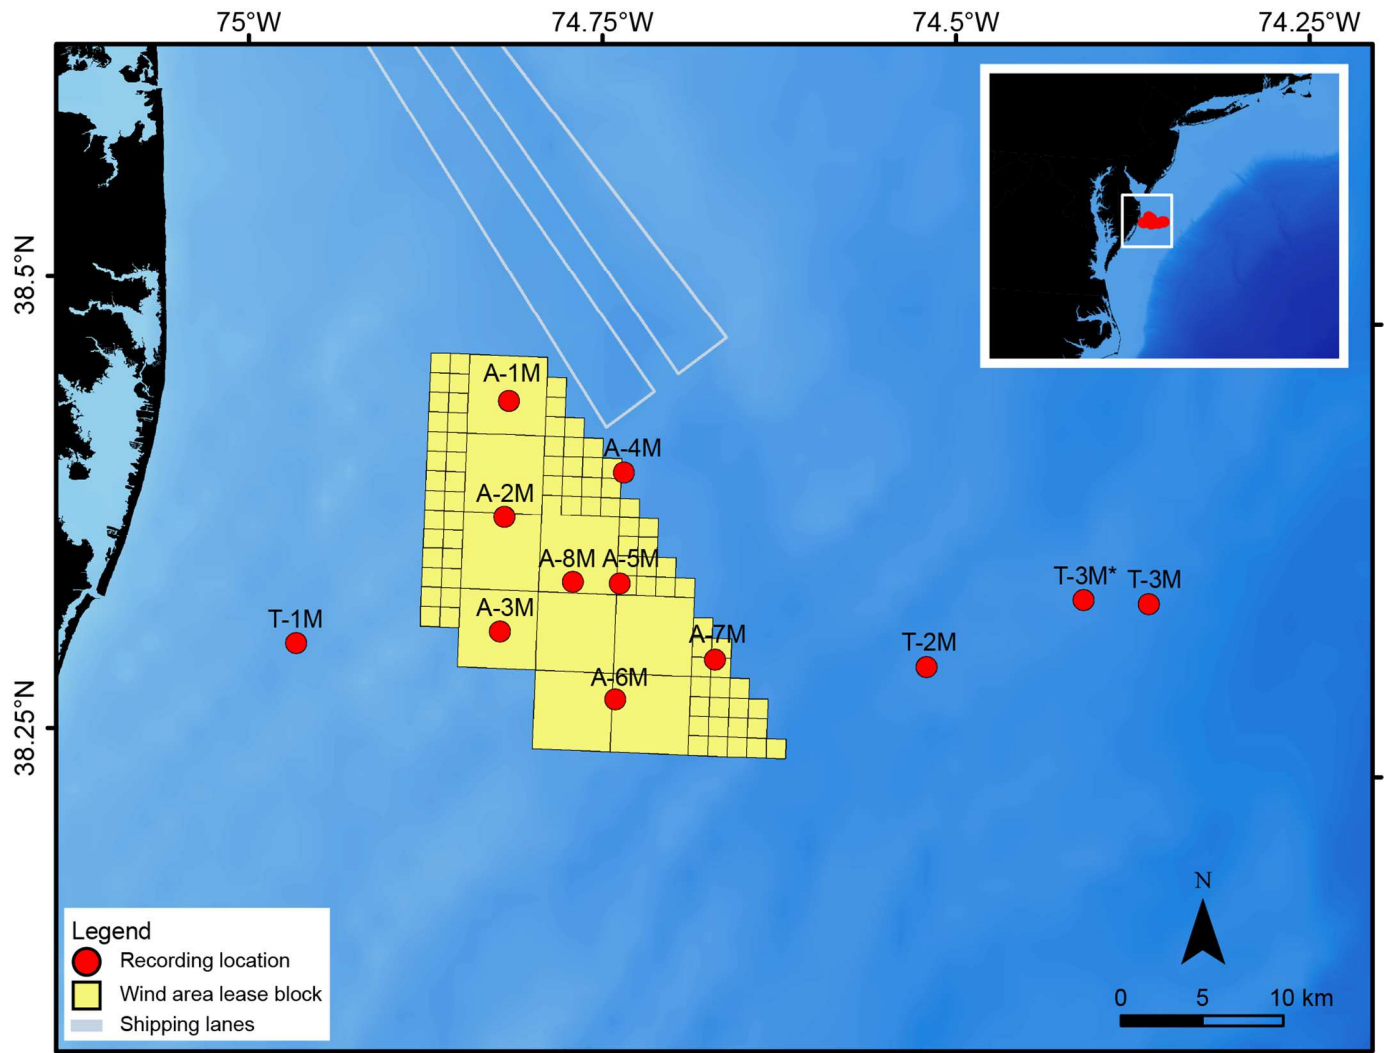 75°W 74.75°W 74.5°W 74.25°W
38.5°N
38.25°N
A-1M
A-4M
A-2M
A-8M A-5M
A-3M
T-1M
A-7M
A-6M
T-2M
T-3M* T-3M
N
0 5 10 km
Legend
Recording location
Wind area lease block
Shipping lanes